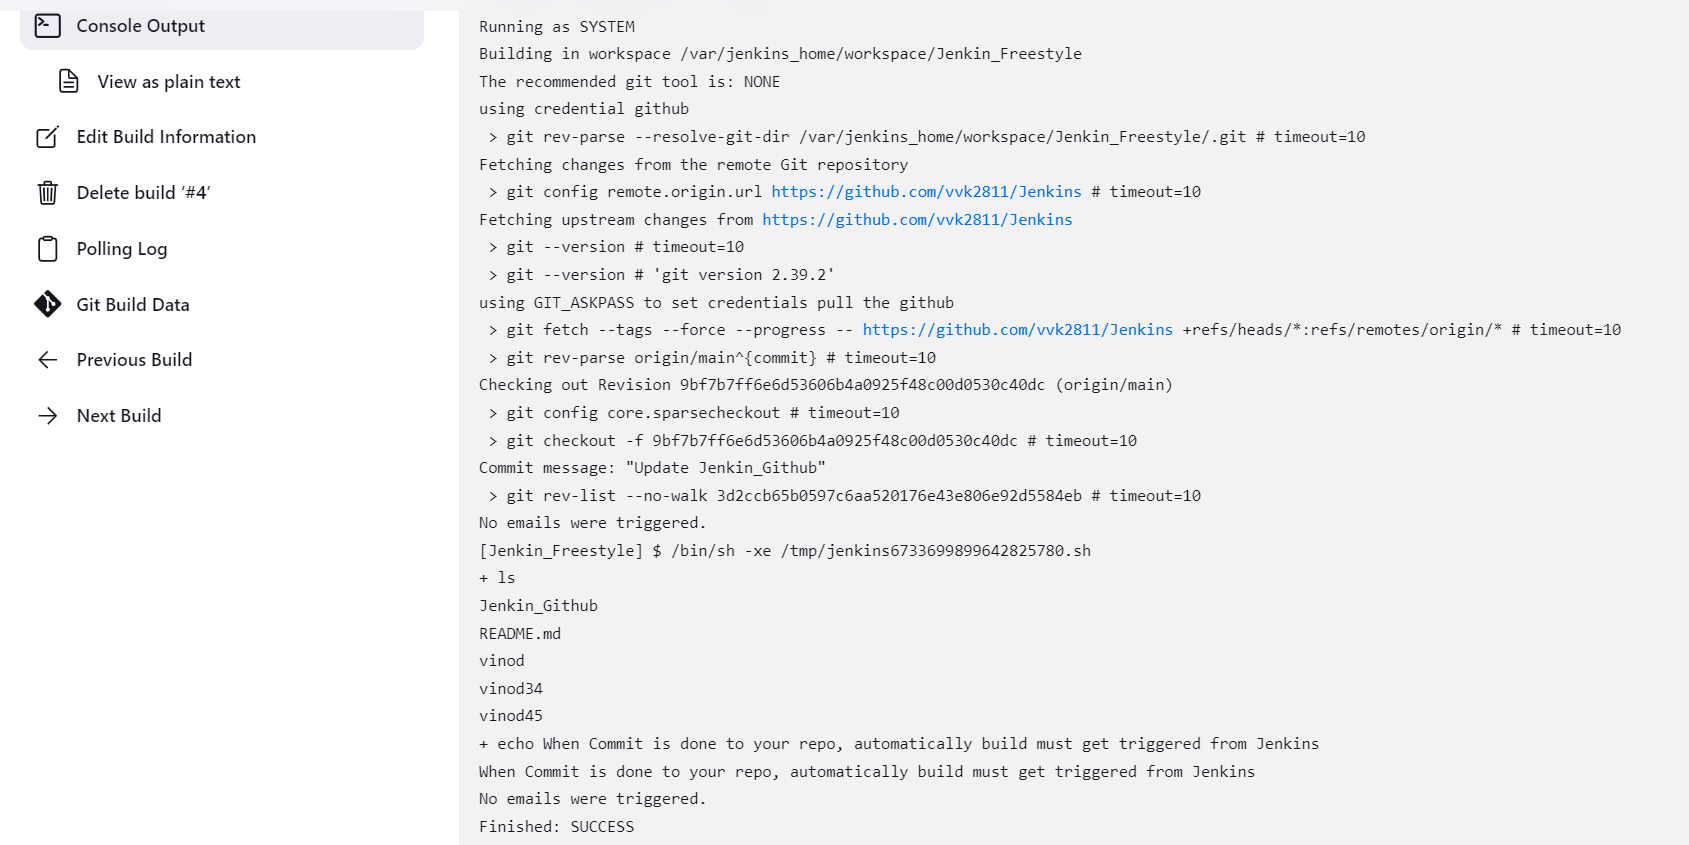 Console Output
View as plain text
Edit Build Information
Delete build ‘#4’
Polling Log
Git Build Data
Previous Build
Next Build
Running as SYSTEM
Building in workspace /var/jenkins_home/workspace/Jenkin_Freestyle
The recommended git tool is: NONE
using credential github
> git rev-parse --resolve-git-dir /var/jenkins_home/workspace/Jenkin_Freestyle/.git # timeout=10
Fetching changes from the remote Git repository
> git config remote.origin.url https://github.com/vvk2811/Jenkins # timeout=10
Fetching upstream changes from https://github.com/vvk2811/Jenkins
> git --version # timeout=10
> git --version # 'git version 2.39.2'
using GIT_ASKPASS to set credentials pull the github
> git fetch --tags --force --progress -- https://github.com/vvk2811/Jenkins +refs/heads/*:refs/remotes/origin/* # timeout=10
> git rev-parse origin/main^{commit} # timeout=10
Checking out Revision 9bf7b7ff6e6d53606b4a0925f48c00d0530c40dc (origin/main)
> git config core.sparsecheckout # timeout=10
> git checkout -f 9bf7b7ff6e6d53606b4a0925f48c00d0530c40dc # timeout=10
Commit message: "Update Jenkin_Github"
> git rev-list --no-walk 3d2ccb65b0597c6aa520176e43e806e92d5584eb # timeout=10
No emails were triggered.
[Jenkin_Freestyle] $ /bin/sh -xe /tmp/jenkins6733699899642825780.sh
+ ls
Jenkin_Github
README.md
vinod
vinod34
vinod45
+ echo When Commit is done to your repo, automatically build must get triggered from Jenkins
When Commit is done to your repo, automatically build must get triggered from Jenkins
No emails were triggered.
Finished: SUCCESS